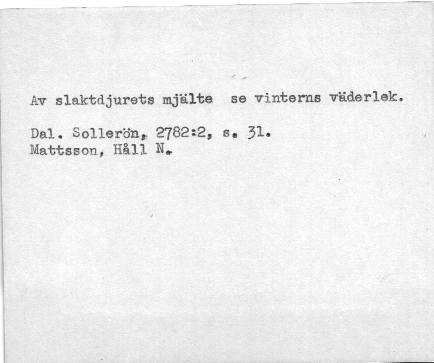 Av slaktdjurets mjälte se vinterns väderlek.
Dal. Sollerön, 2782:2, s. 31.
Mattsson, Håll N.